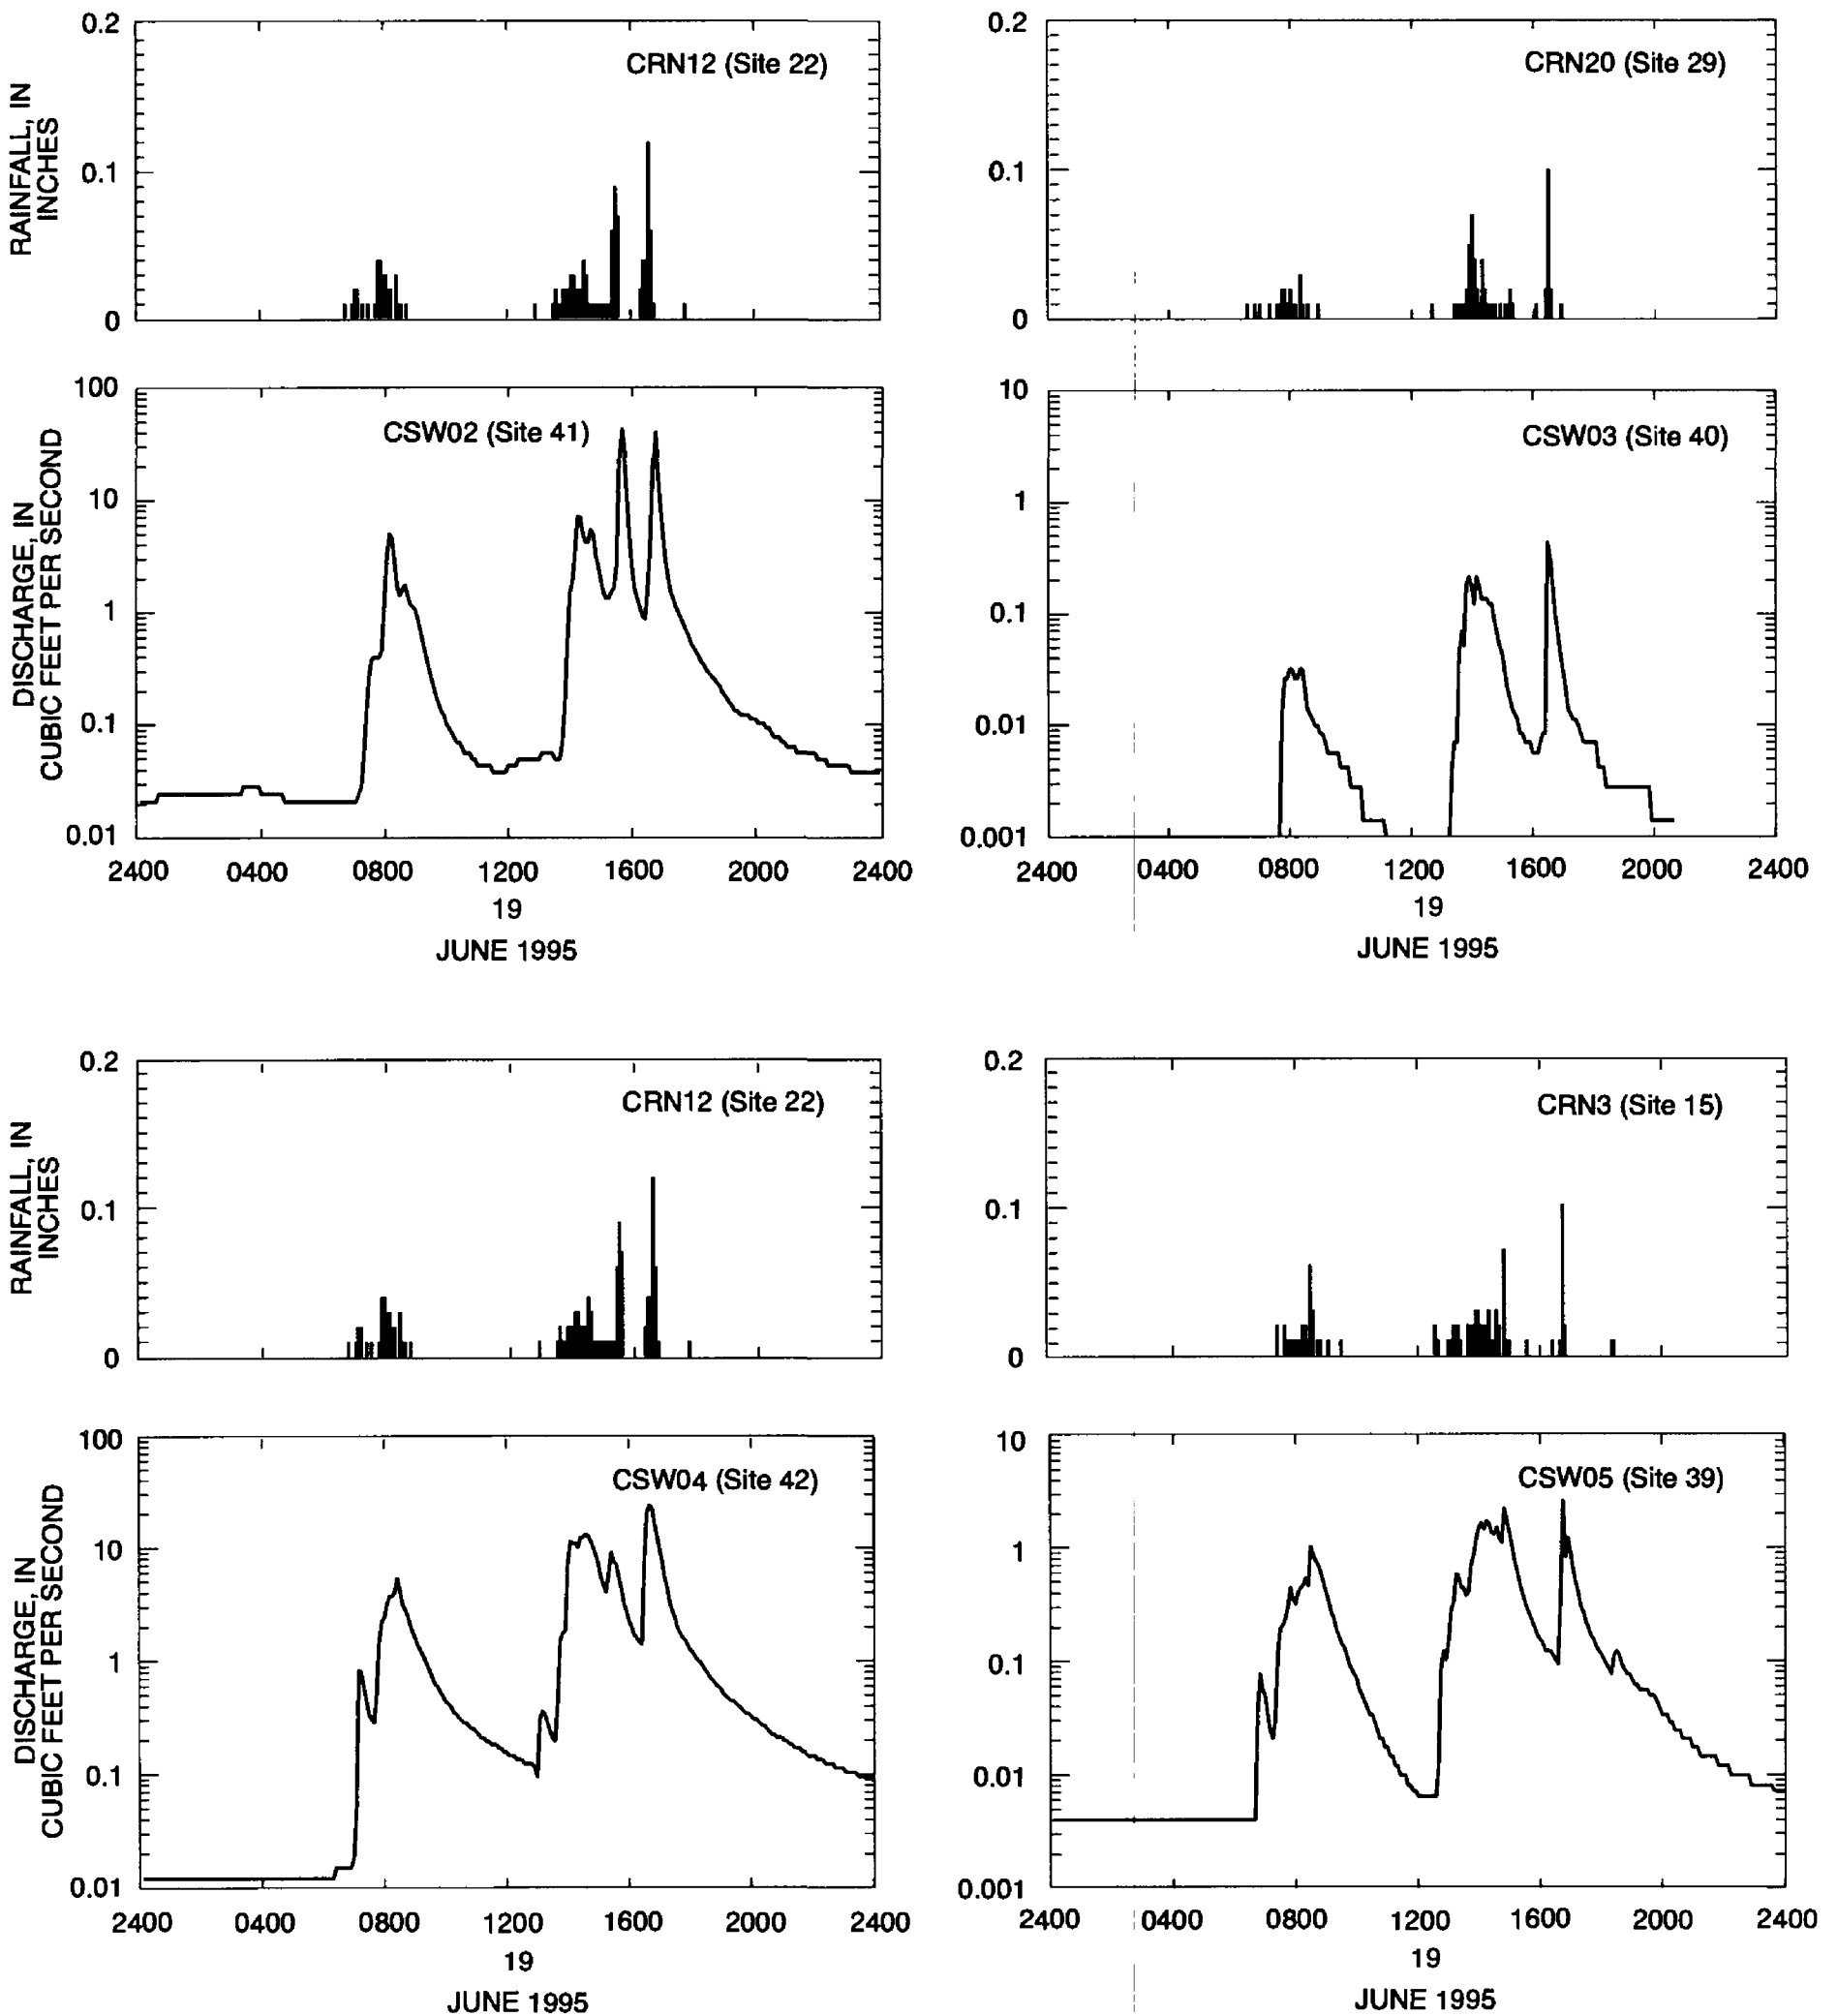 RAINFALL, IN
INCHES
0.2
0.1
0
CRN12 (Site 22)
0.2
0.1
0
CRN20 (Site 29)
DISCHARGE, IN
CUBIC FEET PER SECOND
100
10
1
0.1
0.01
CSW02 (Site 41)
2400 0400 0800 1200 1600 2000 2400
19
JUNE 1995
10
1
0.1
0.01
0.001
CSW03 (Site 40)
2400 0400 0800 1200 1600 2000 2400
19
JUNE 1995
RAINFALL, IN
INCHES
0.2
0.1
0
CRN12 (Site 22)
0.2
0.1
0
CRN3 (Site 15)
DISCHARGE, IN
CUBIC FEET PER SECOND
100
10
1
0.1
0.01
CSW04 (Site 42)
2400 0400 0800 1200 1600 2000 2400
19
JUNE 1995
10
1
0.1
0.01
0.001
CSW05 (Site 39)
2400 0400 0800 1200 1600 2000 2400
19
JUNE 1995